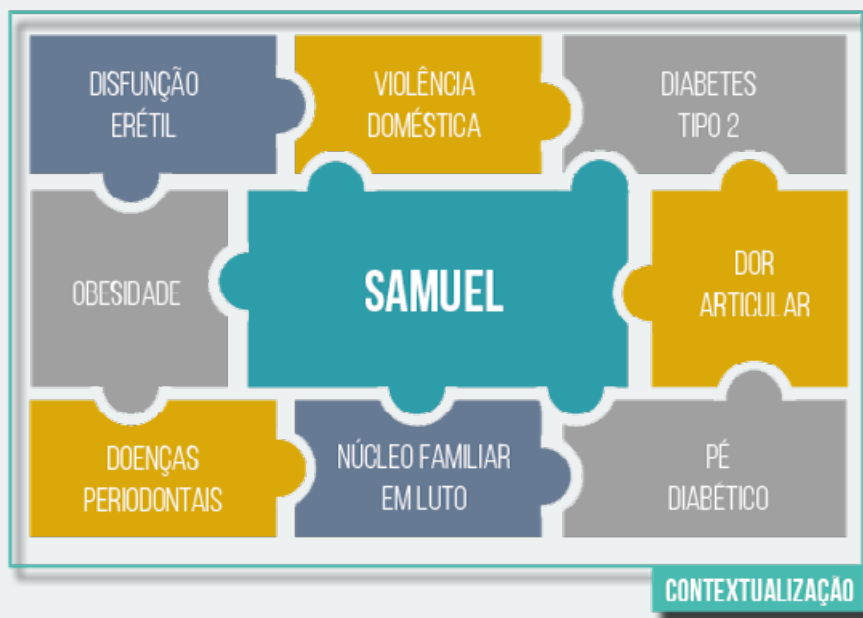 DISFUNÇÃO
ERÉTIL
VIOLÊNCIA
DOMÉSTICA
DIABETES
TIPO 2
OBESIDADE
SAMUEL
DOR
ARTICULAR
DOENÇAS
PERIODONTAIS
NÚCLEO FAMILIAR
EM LUTO
PÉ
DIABÉTICO
CONTEXTUALIZAÇÃO